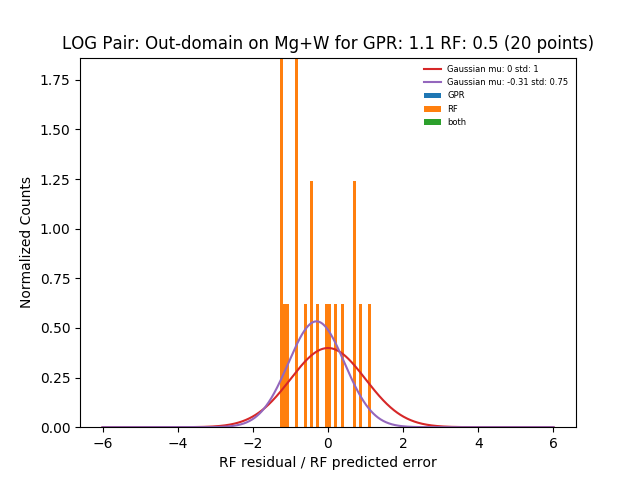 LOG Pair: Out-domain on Mg+W for GPR: 1.1 RF: 0.5 (20 points)
Gaussian mu: 0 std: 1
Gaussian mu: -0.31 std: 0.75
GPR
RF
both
Normalized Counts
1.75
1.50
1.25
1.00
0.75
0.50
0.25
0.00
−6 −4 −2 0 2 4 6
RF residual / RF predicted error